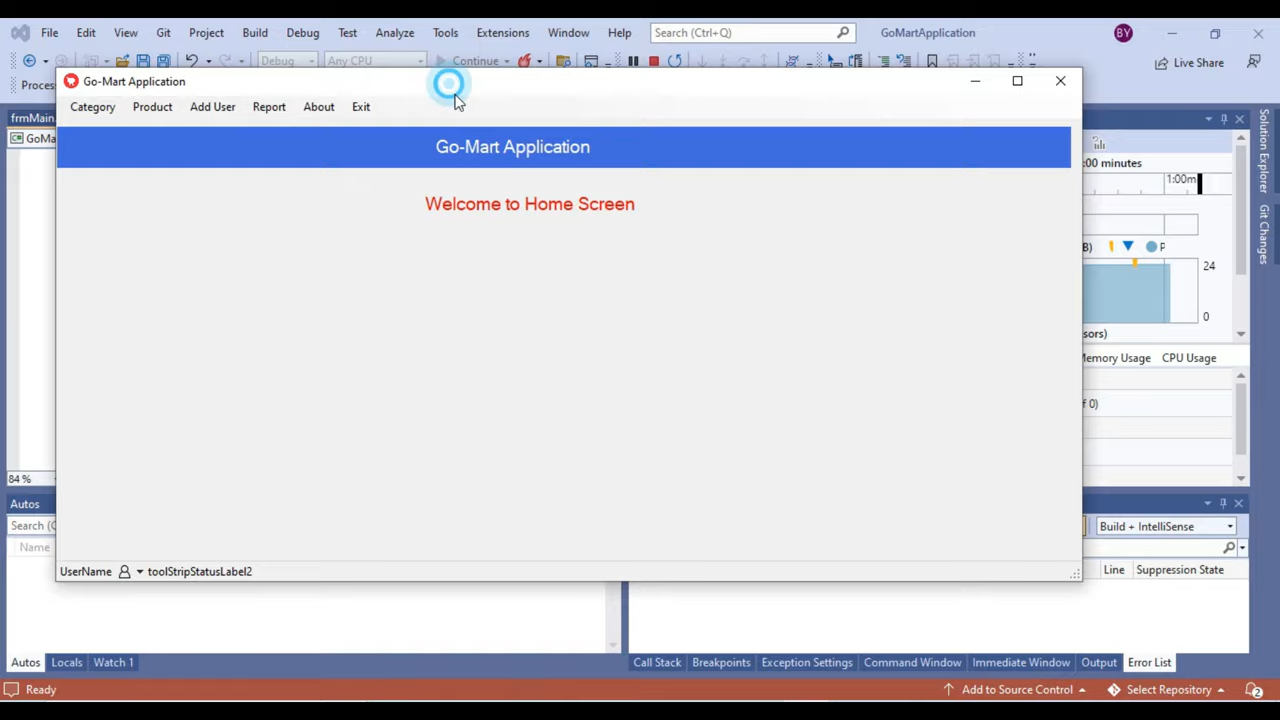 File Edit View Git Project Build Debug Test Analyze Tools Extensions Window Help Search (Ctrl+Q) GoMartApplication BY
Debug Any CPU Continue Live Share
Go-Mart Application
Category Product Add User Report About Exit
Go-Mart Application
Welcome to Home Screen
UserName toolStripStatusLabel2
Proces
frmMain.
GoMa
84 %
:00 minutes
1:00m
B) P
24
0
sors)
Memory Usage CPU Usage
f 0)
Solution Explorer
Git Changes
Autos
Search (C
Name
Build + IntelliSense
Line Suppression State
Autos Locals Watch 1
Call Stack Breakpoints Exception Settings Command Window Immediate Window Output Error List
Ready Add to Source Control Select Repository 2